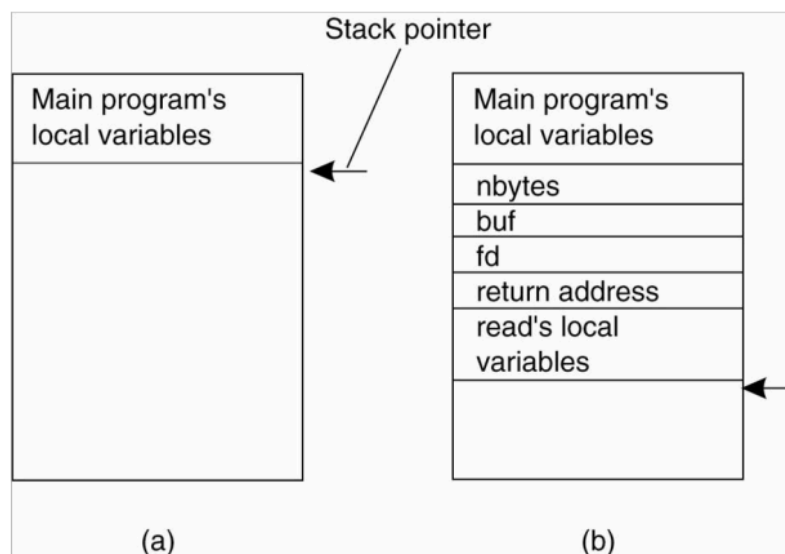 Stack pointer
Main program's
local variables
Main program's
local variables
nbytes
buf
fd
return address
read's local
variables
(a)
(b)